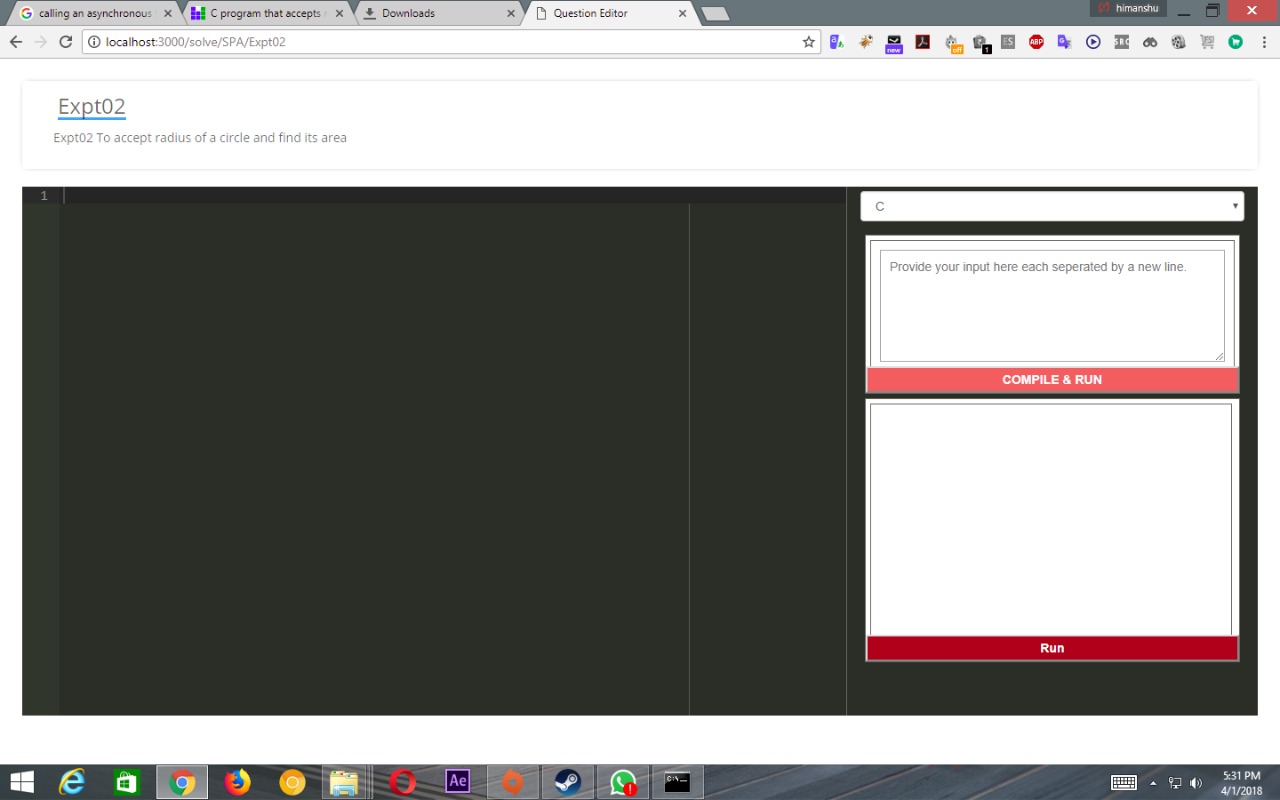 calling an asynchronous
C program that accepts
Downloads
Question Editor
himanshu
localhost:3000/solve/SPA/Expt02
new
off
1
ES
ABP
SRC
Expt02
Expt02 To accept radius of a circle and find its area
1
C
Provide your input here each seperated by a new line.
COMPILE & RUN
Run
Ae
C:\
5:31 PM
4/1/2018